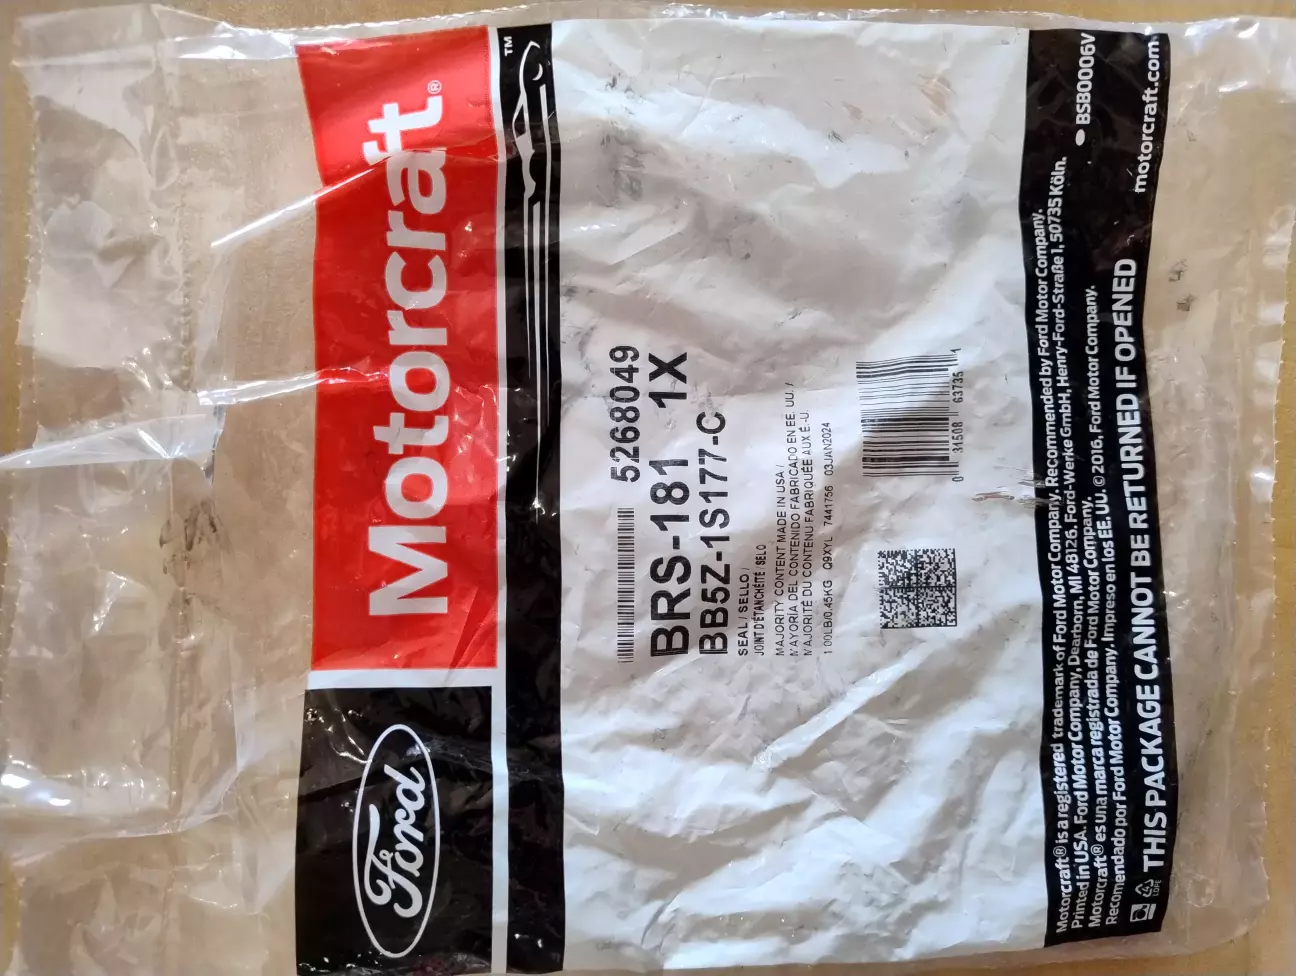 Ford
Motorcraft®
TM
5268049
BRS-181 1X
BB5Z-1S177-C
SEAL / SELLO /
JOINT D'ÉTANCHÉITÉ / SELO
MAJORITY CONTENT MADE IN USA /
MAYORÍA DEL CONTENIDO FABRICADO EN EE. UU. /
MAJORITÉ DU CONTENU FABRIQUÉE AUX É.-U.
1.00LB/0.45KG Q9XYL 7441756 03JAN2024
0 31508 63735 1
Motorcraft® is a registered trademark of Ford Motor Company. Recommended by Ford Motor Company.
Printed in USA. Ford Motor Company, Dearborn, MI 48126, Ford-Werke GmbH, Henry-Ford-Straße 1, 50735 Köln.
Motorcraft® es una marca registrada de Ford Motor Company.
Recomendado por Ford Motor Company. Impreso en los EE. UU. © 2016, Ford Motor Company.
● BSB0006V
LDPE
THIS PACKAGE CANNOT BE RETURNED IF OPENED
motorcraft.com